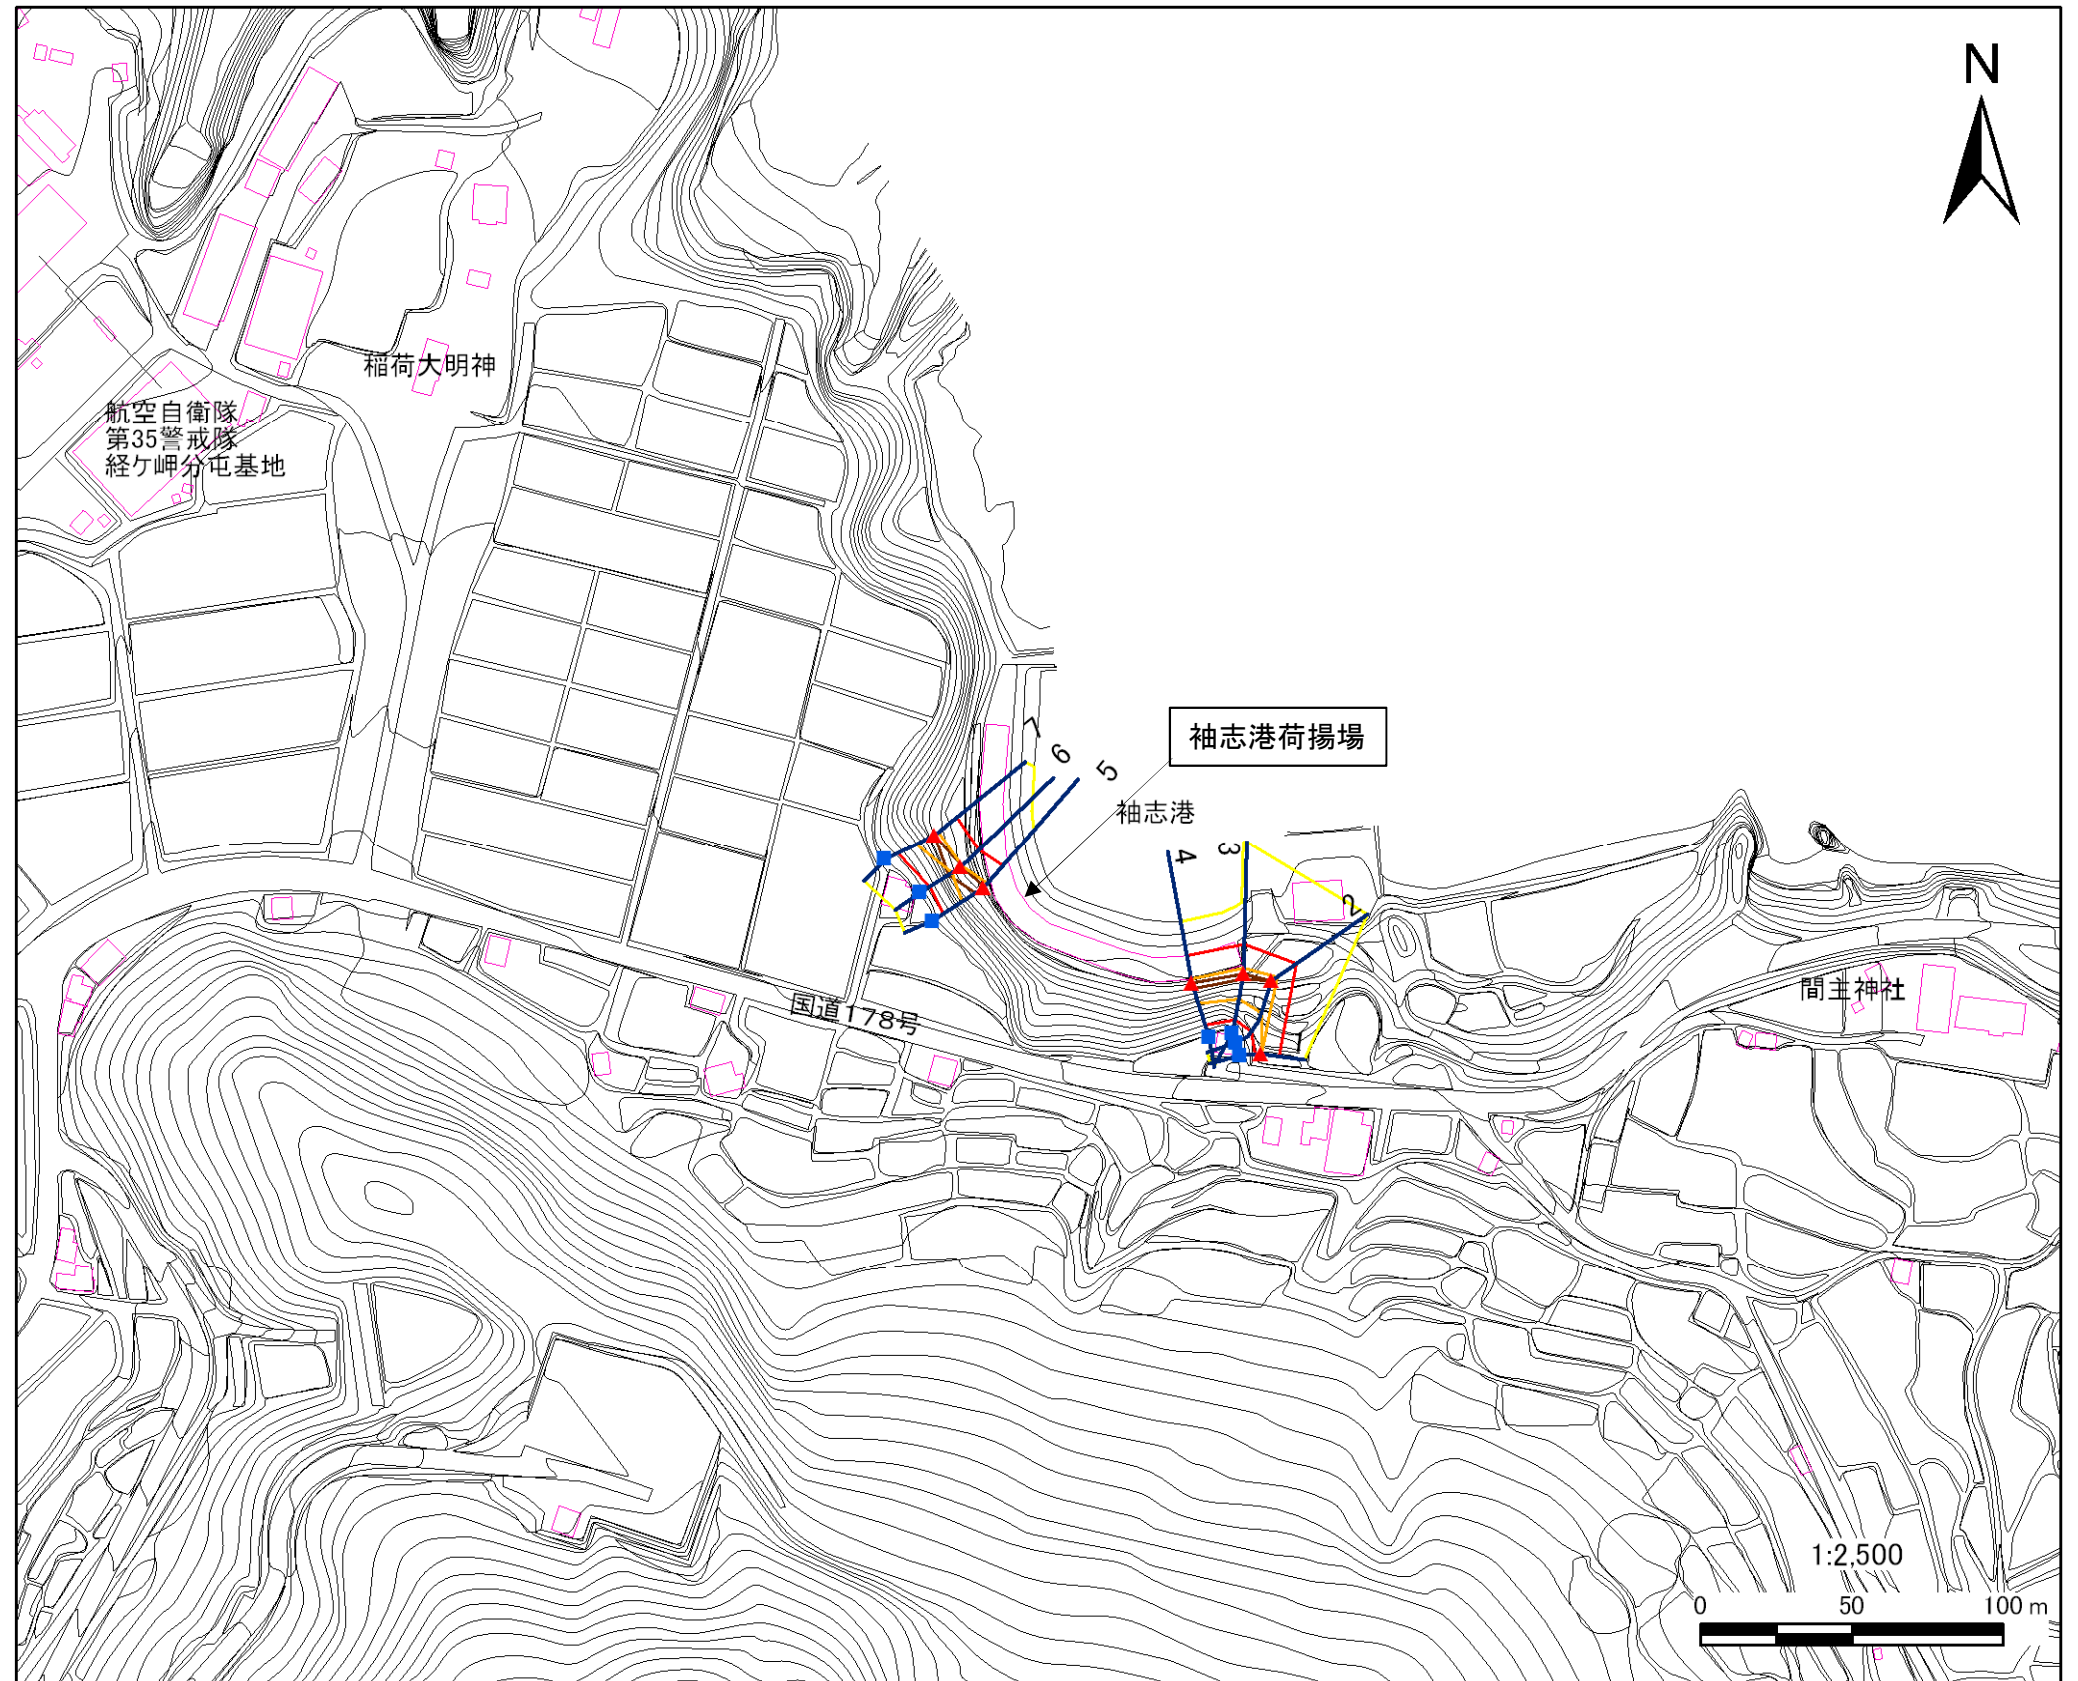 N
稲荷大明神
航空自衛隊
第35警戒隊
経ケ岬分屯基地
袖志港荷揚場
7
6
5
袖志港
4
3
2
間主神社
国道178号
1:2,500
0 50 100 m